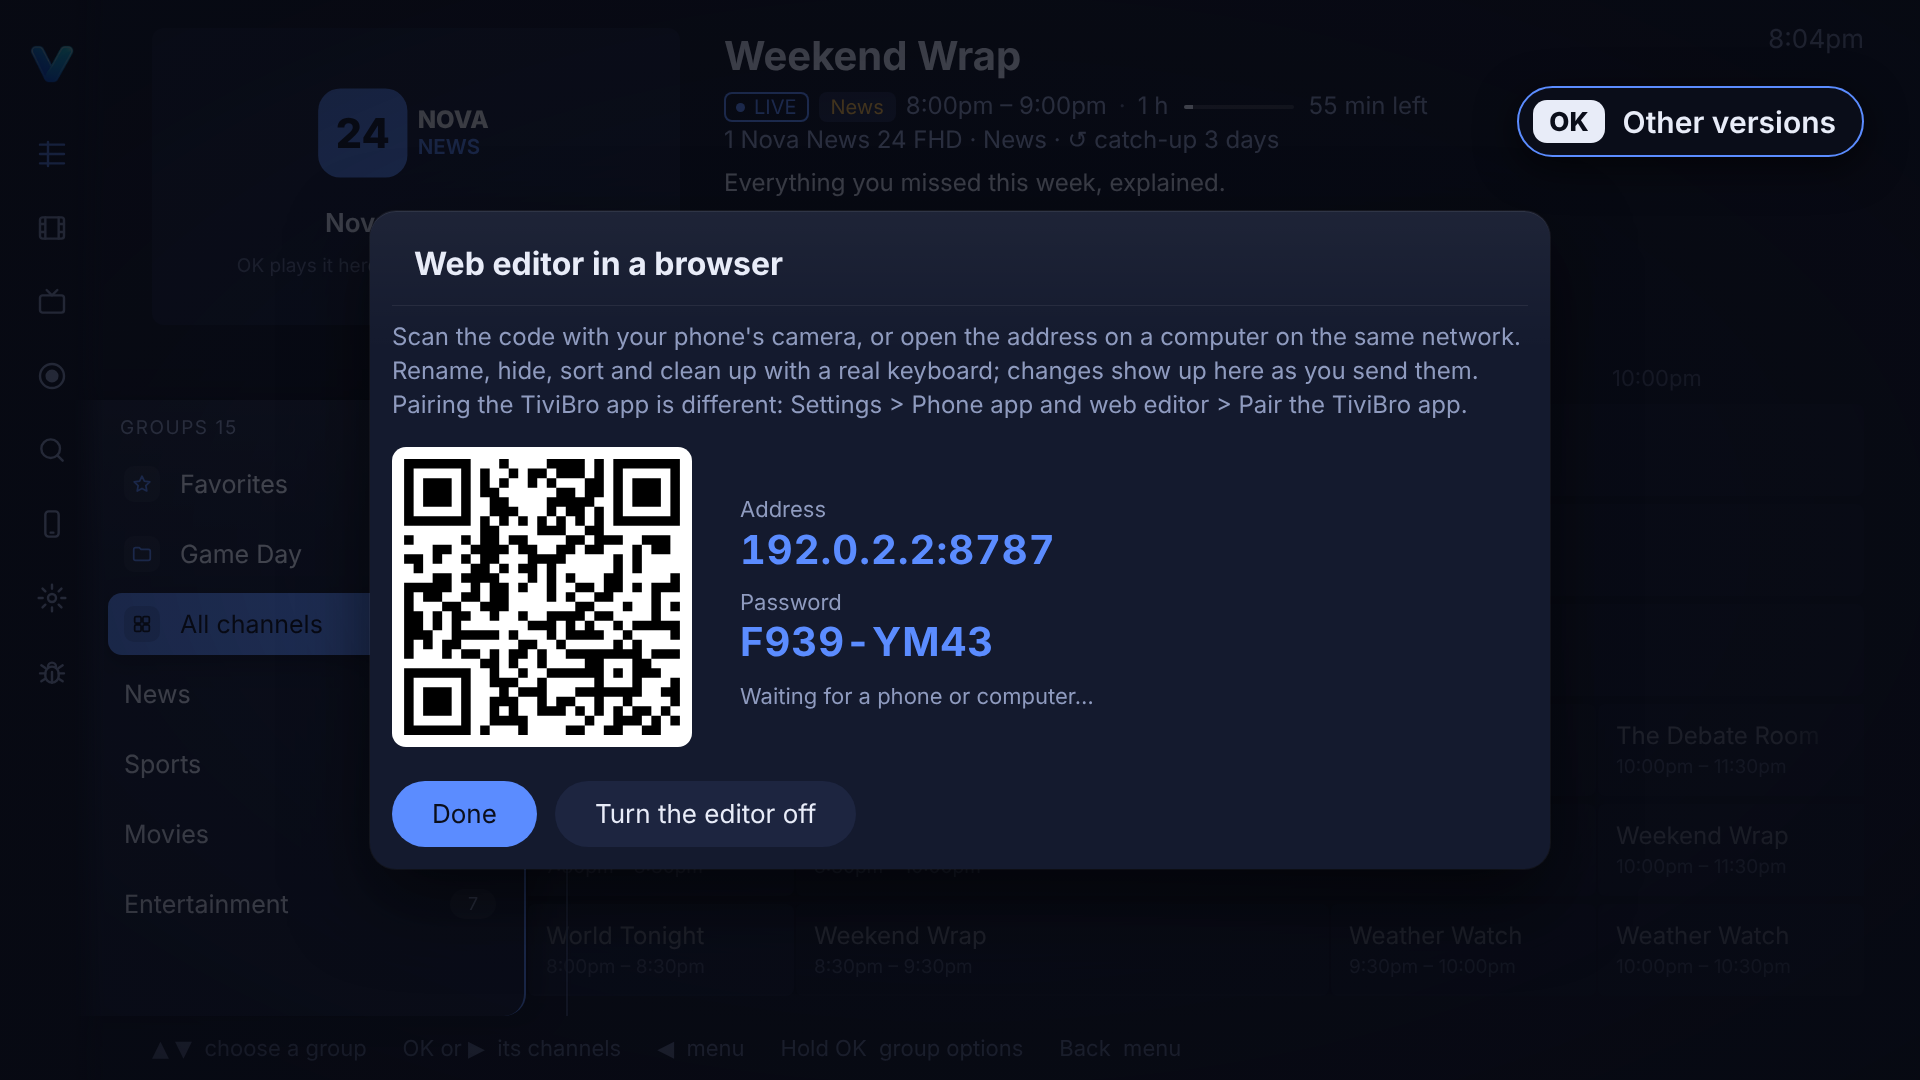 Weekend Wrap
8:04pm
LIVE News 8:00pm – 9:00pm · 1 h 55 min left
1 Nova News 24 FHD · News · ↺ catch-up 3 days
Everything you missed this week, explained.
OK Other versions
24 NOVA
NEWS
OK plays it
Web editor in a browser
Scan the code with your phone's camera, or open the address on a computer on the same network.
Rename, hide, sort and clean up with a real keyboard; changes show up here as you send them.
Pairing the TiviBro app is different: Settings > Phone app and web editor > Pair the TiviBro app.
Address
192.0.2.2:8787
Password
F939-YM43
Waiting for a phone or computer...
Done
Turn the editor off
10:00pm
GROUPS 15
Favorites
Game Day
All channels
News
Sports
Movies
Entertainment 7
The Debate Room
10:00pm – 11:30pm
Weekend Wrap
10:00pm – 11:30pm
World Tonight
8:00pm – 8:30pm
Weekend Wrap
8:30pm – 9:30pm
Weather Watch
9:30pm – 10:00pm
Weather Watch
10:00pm – 10:30pm
▲▼ choose a group OK or ▶ its channels ◀ menu Hold OK group options Back menu